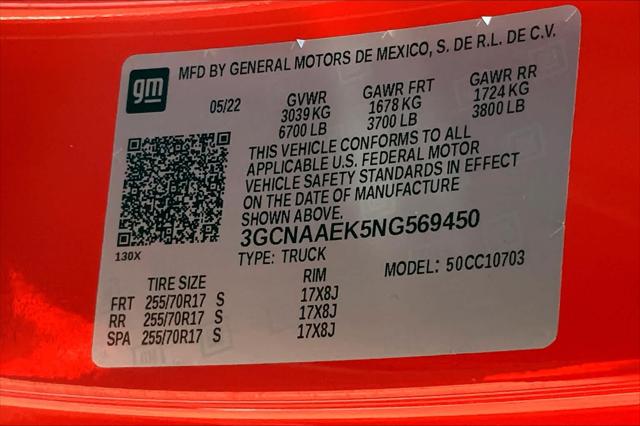 gm
MFD BY GENERAL MOTORS DE MEXICO, S. DE R.L. DE C.V.
05/22 GVWR GAWR FRT GAWR RR
3039 KG 1678 KG 1724 KG
6700 LB 3700 LB 3800 LB
THIS VEHICLE CONFORMS TO ALL
APPLICABLE U.S. FEDERAL MOTOR
VEHICLE SAFETY STANDARDS IN EFFECT
ON THE DATE OF MANUFACTURE
SHOWN ABOVE.
3GCNAAEK5NG569450
130X
TYPE: TRUCK MODEL: 50CC10703
TIRE SIZE RIM
FRT 255/70R17 S 17X8J
RR 255/70R17 S 17X8J
SPA 255/70R17 S 17X8J